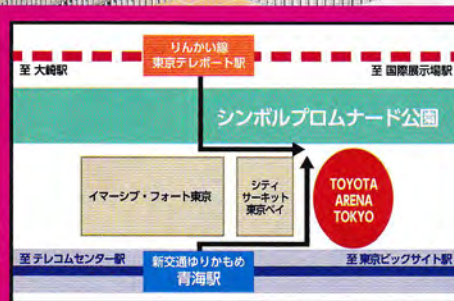 りんかい線
東京テレポート駅
至 大崎駅
至 国際展示場駅
シンボルプロムナード公園
イマーシブ・フォート東京
シティ
サーキット
東京ベイ
TOYOTA
ARENA
TOKYO
至 テレコムセンター駅
新交通ゆりかもめ
青海駅
至 東京ビッグサイト駅